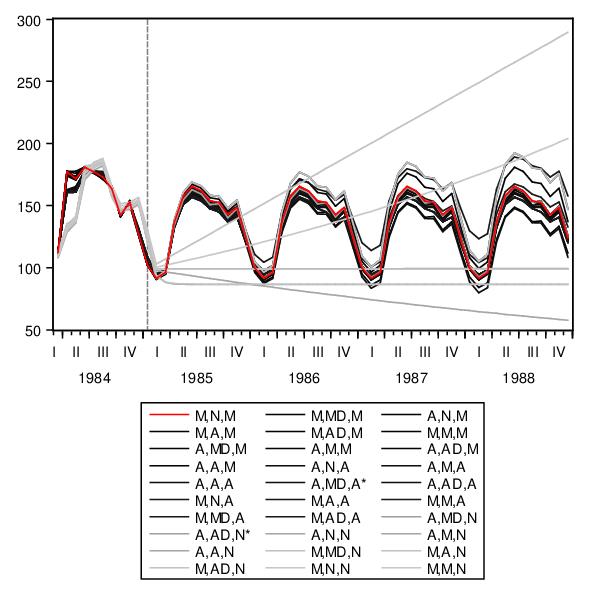 300
250
200
150
100
50
I II III IV I II III IV I II III IV I II III IV I II III IV
1984 1985 1986 1987 1988
M,N,M M,MD,M A,N,M
M,A,M M,AD,M M,M,M
A,MD,M A,M,M A,AD,M
A,A,M A,N,A A,M,A
A,A,A A,MD,A* A,AD,A
M,N,A M,A,A M,M,A
M,MD,A M,AD,A A,MD,N
A,AD,N* A,N,N A,M,N
A,A,N M,MD,N M,A,N
M,AD,N M,N,N M,M,N